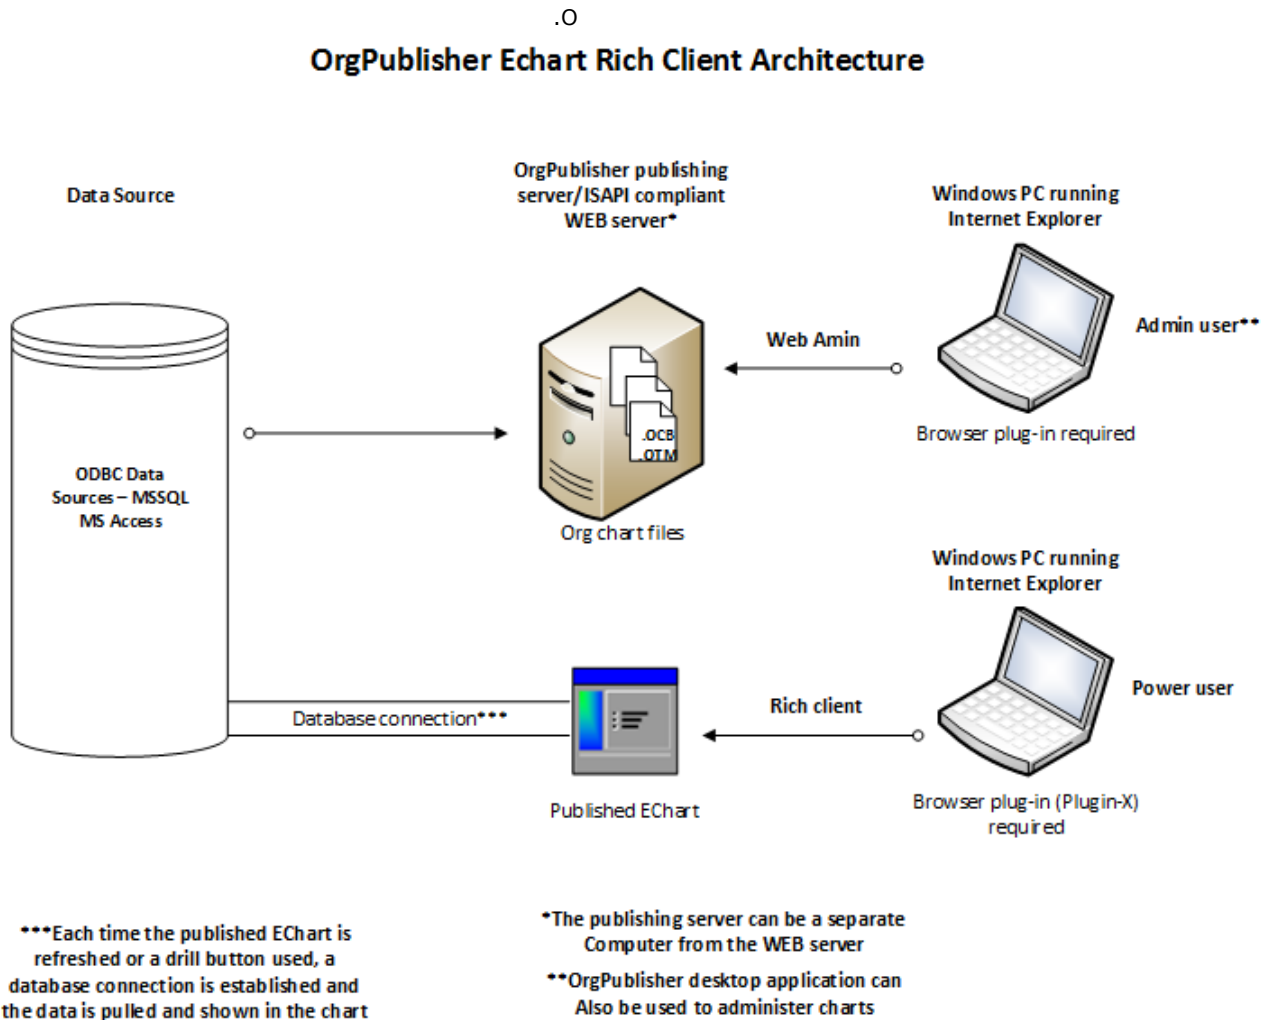 .O
OrgPublisher Echart Rich Client Architecture
Data Source
OrgPublisher publishing
server/ISAPI compliant
WEB server*
Windows PC running
Internet Explorer
Web Amin
Admin user**
Browser plug-in required
.OCB
.OTM
Org chart files
ODBC Data
Sources – MSSQL
MS Access
Windows PC running
Internet Explorer
Database connection***
Rich client
Power user
Published EChart
Browser plug-in (Plugin-X)
required
***Each time the published EChart is
refreshed or a drill button used, a
database connection is established and
the data is pulled and shown in the chart
*The publishing server can be a separate
Computer from the WEB server
**OrgPublisher desktop application can
Also be used to administer charts